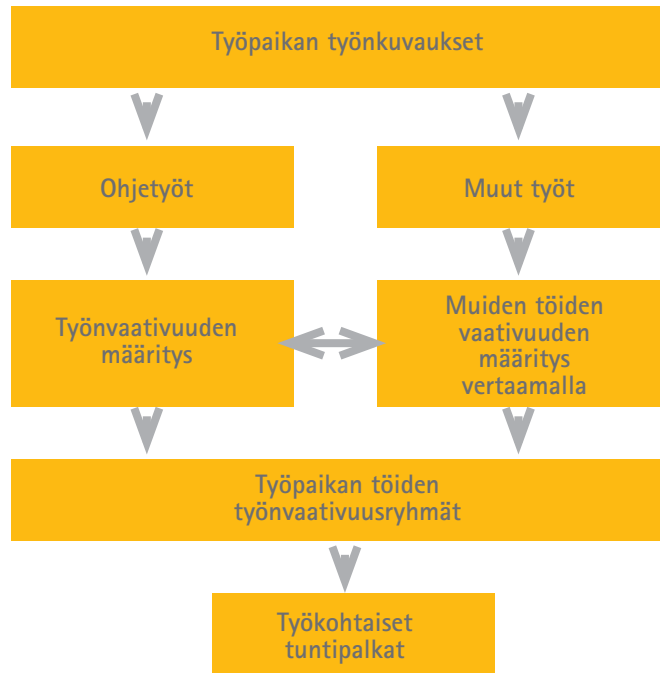 Työpaikan työnkuvaukset
Ohjetyöt
Muut työt
Työnvaativuuden
määritys
Muiden töiden
vaativuuden
määritys
vertaamalla
Työpaikan töiden
työnvaativuusryhmät
Työkohtaiset
tuntipalkat